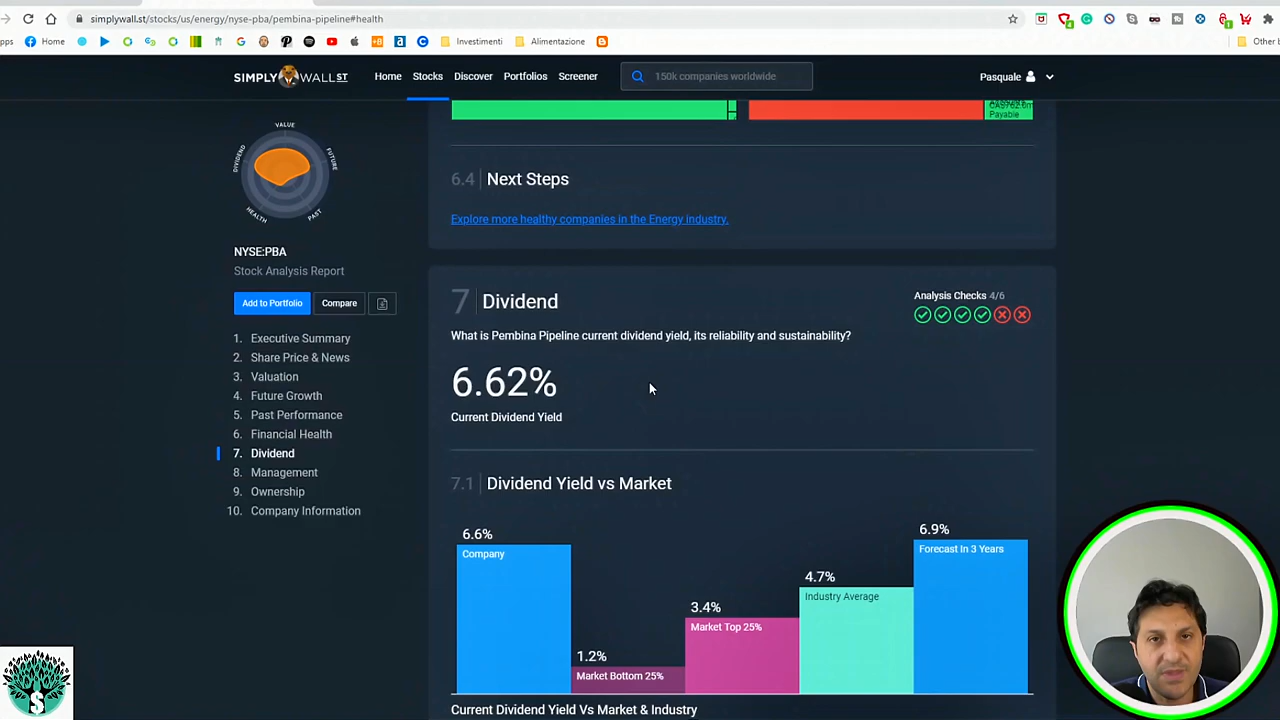 simplywall.st/stocks/us/energy/nyse-pba/pembina-pipeline#health
Home
Investimenti
Alimentazione
SIMPLY WALL ST
Home
Stocks
Discover
Portfolios
Screener
150k companies worldwide
Pasquale
VALUE
FUTURE
PAST
HEALTH
DIVIDEND
NYSE:PBA
Stock Analysis Report
Add to Portfolio
Compare
1. Executive Summary
2. Share Price & News
3. Valuation
4. Future Growth
5. Past Performance
6. Financial Health
7. Dividend
8. Management
9. Ownership
10. Company Information
Payable
6.4 Next Steps
Explore more healthy companies in the Energy industry.
7 Dividend
Analysis Checks 4/6
What is Pembina Pipeline current dividend yield, its reliability and sustainability?
6.62%
Current Dividend Yield
7.1 Dividend Yield vs Market
6.6%
Company
1.2%
Market Bottom 25%
3.4%
Market Top 25%
4.7%
Industry Average
6.9%
Forecast In 3 Years
Current Dividend Yield Vs Market & Industry